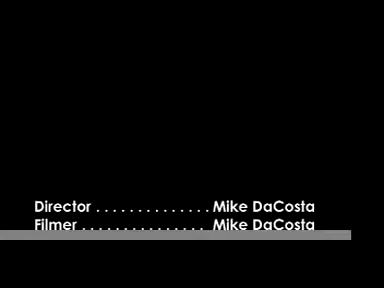 Director . . . . . . . . . . . . . . Mike DaCosta
Filmer . . . . . . . . . . . . . . . Mike DaCosta